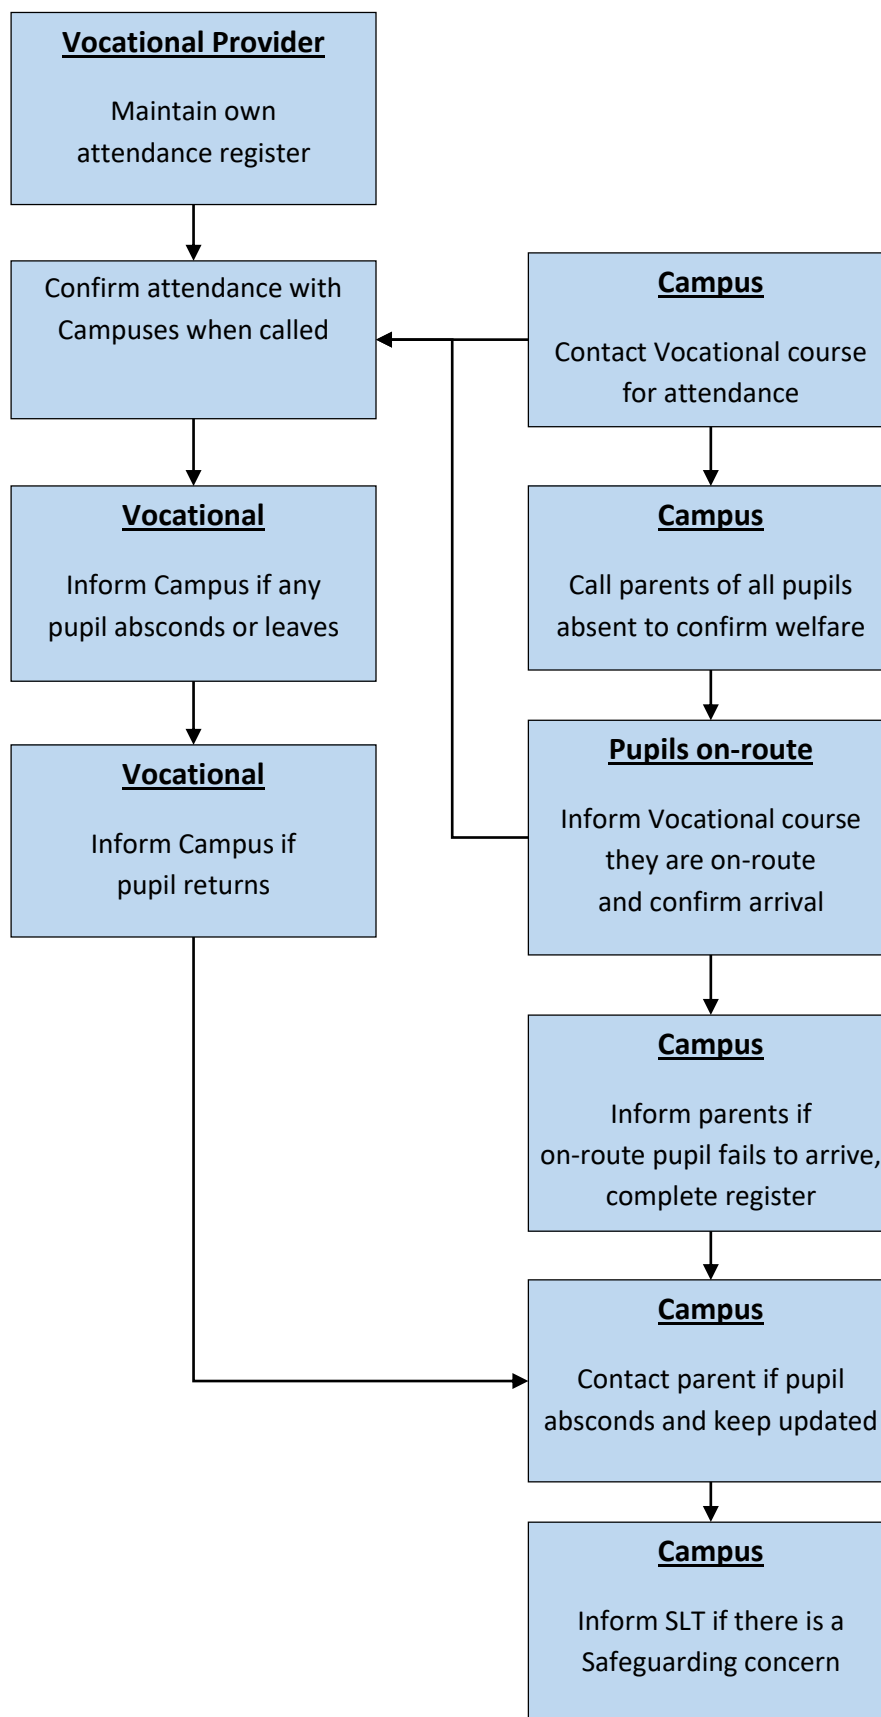 Vocational Provider
Maintain own
attendance register
Confirm attendance with
Campuses when called
Vocational
Inform Campus if any
pupil absconds or leaves
Vocational
Inform Campus if
pupil returns
Campus
Contact Vocational course
for attendance
Campus
Call parents of all pupils
absent to confirm welfare
Pupils on-route
Inform Vocational course
they are on-route
and confirm arrival
Campus
Inform parents if
on-route pupil fails to arrive,
complete register
Campus
Contact parent if pupil
absconds and keep updated
Campus
Inform SLT if there is a
Safeguarding concern